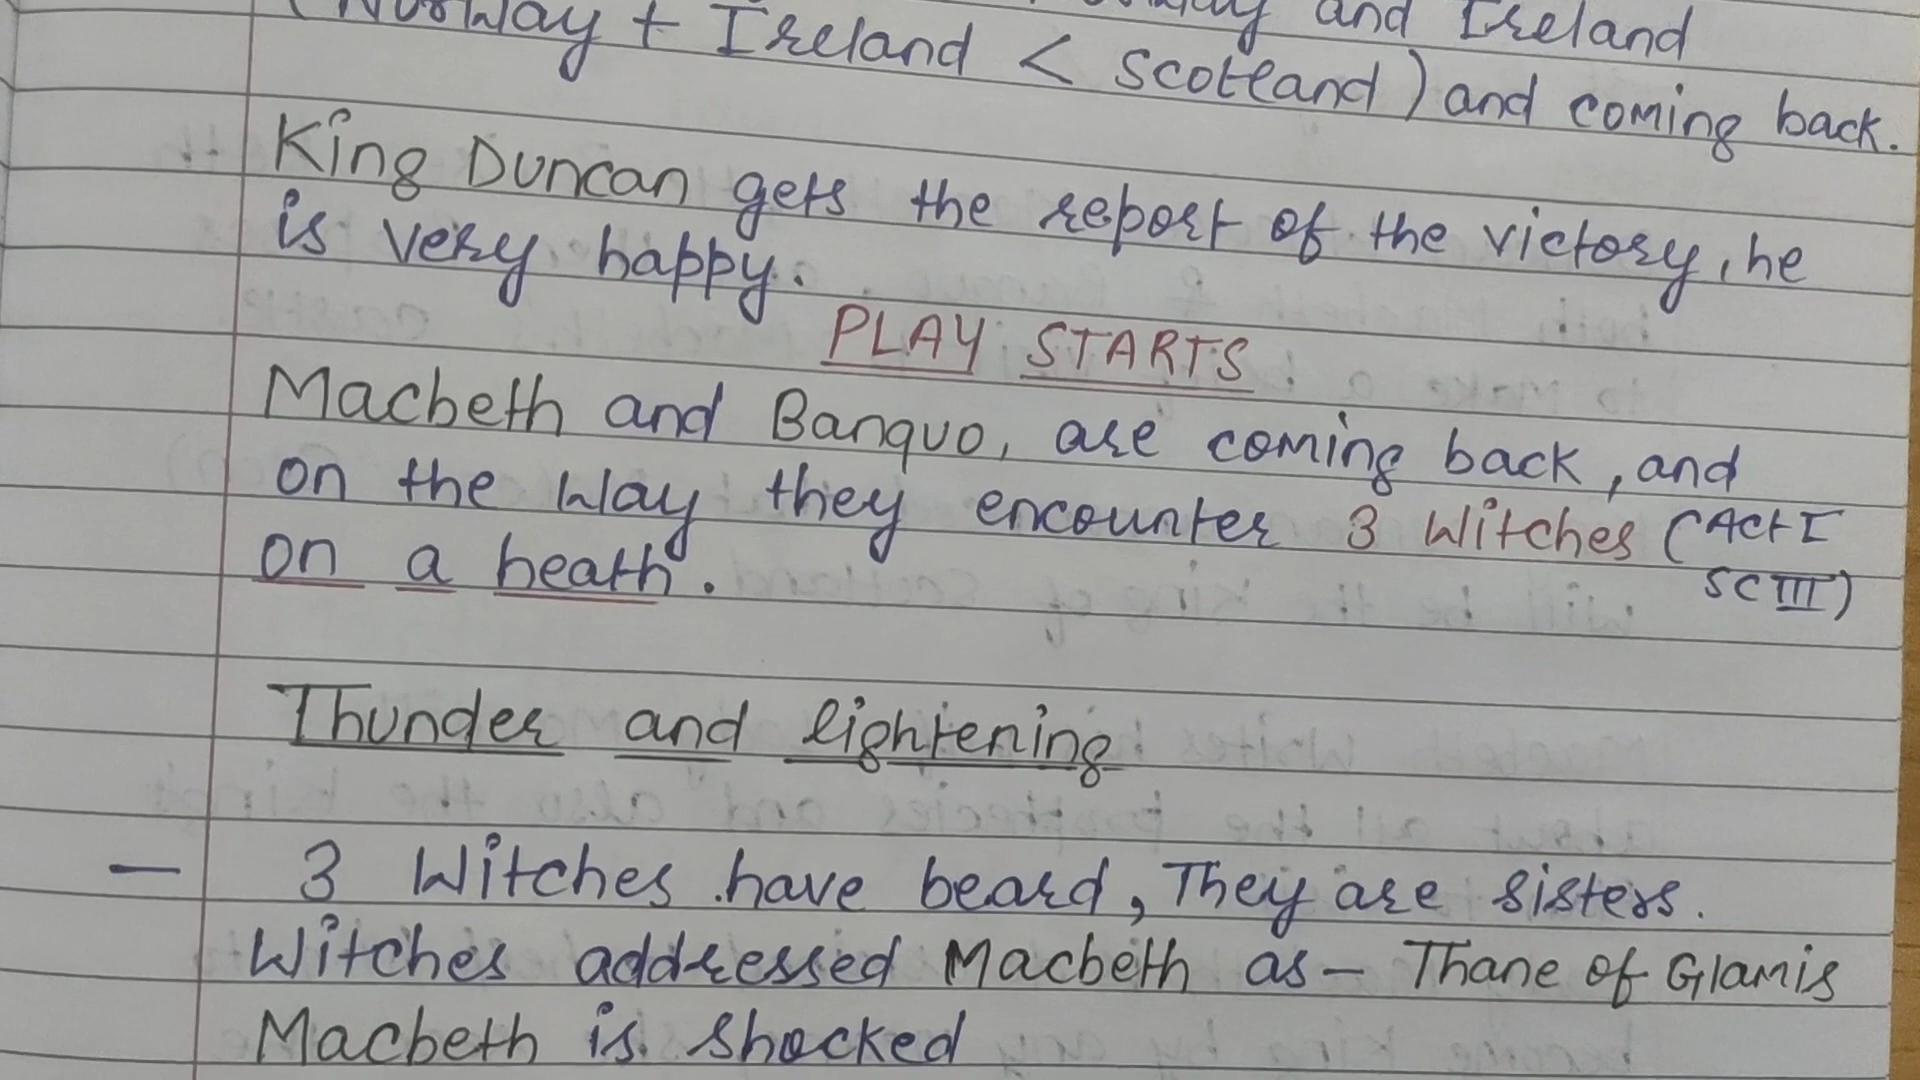 and Ireland
(Norway + Ireland < Scotland) and coming back.
King Duncan gets the report of the victory, he
is very happy.
PLAY STARTS
Macbeth and Banquo, are coming back, and
on the way they encounter 3 Witches (Act I
on a heath. SC III)
Thunder and lightening
— 3 Witches have beard, They are sisters.
Witches addressed Macbeth as — Thane of Glamis
Macbeth is shocked